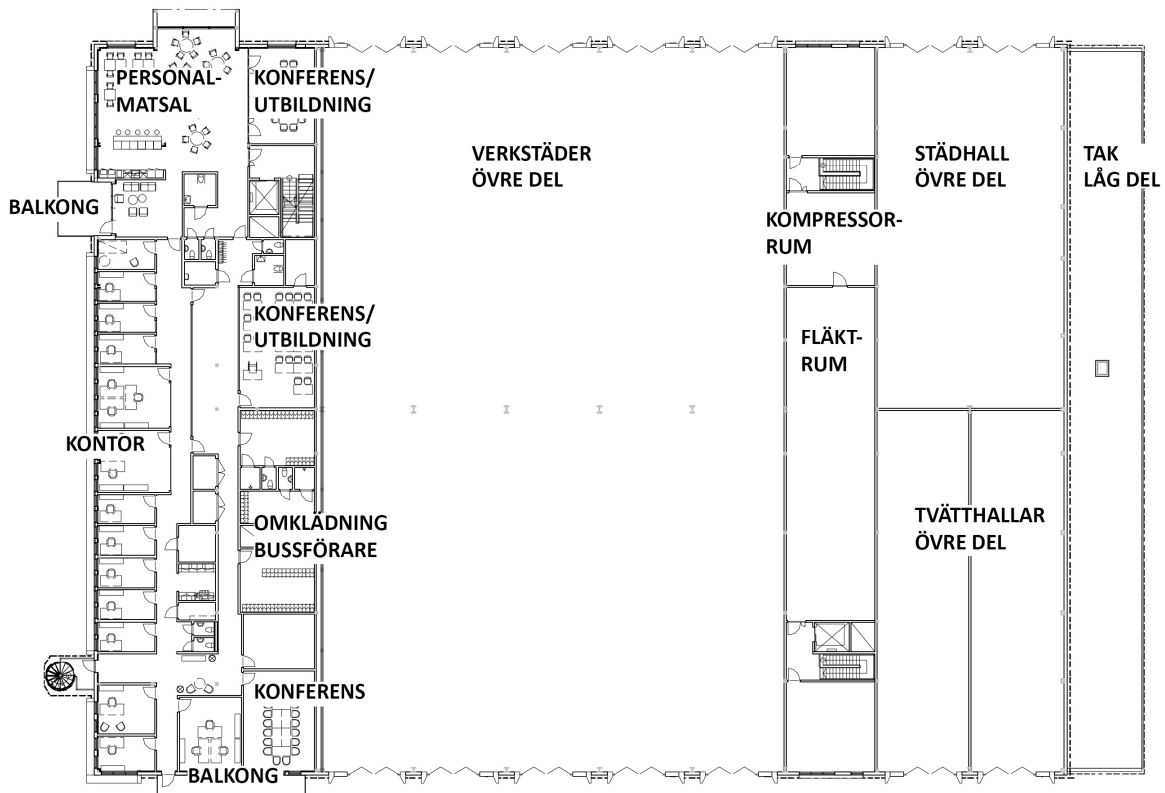 PERSONAL-
MATSAL
KONFERENS/
UTBILDNING
VERKSTÄDER
ÖVRE DEL
STÄDHALL
ÖVRE DEL
TAK
LÅG DEL
BALKONG
KOMPRESSOR-
RUM
KONFERENS/
UTBILDNING
FLÄKT-
RUM
KONTOR
OMKLÄDNING
BUSSFÖRARE
TVÄTTHALLAR
ÖVRE DEL
KONFERENS
BALKONG